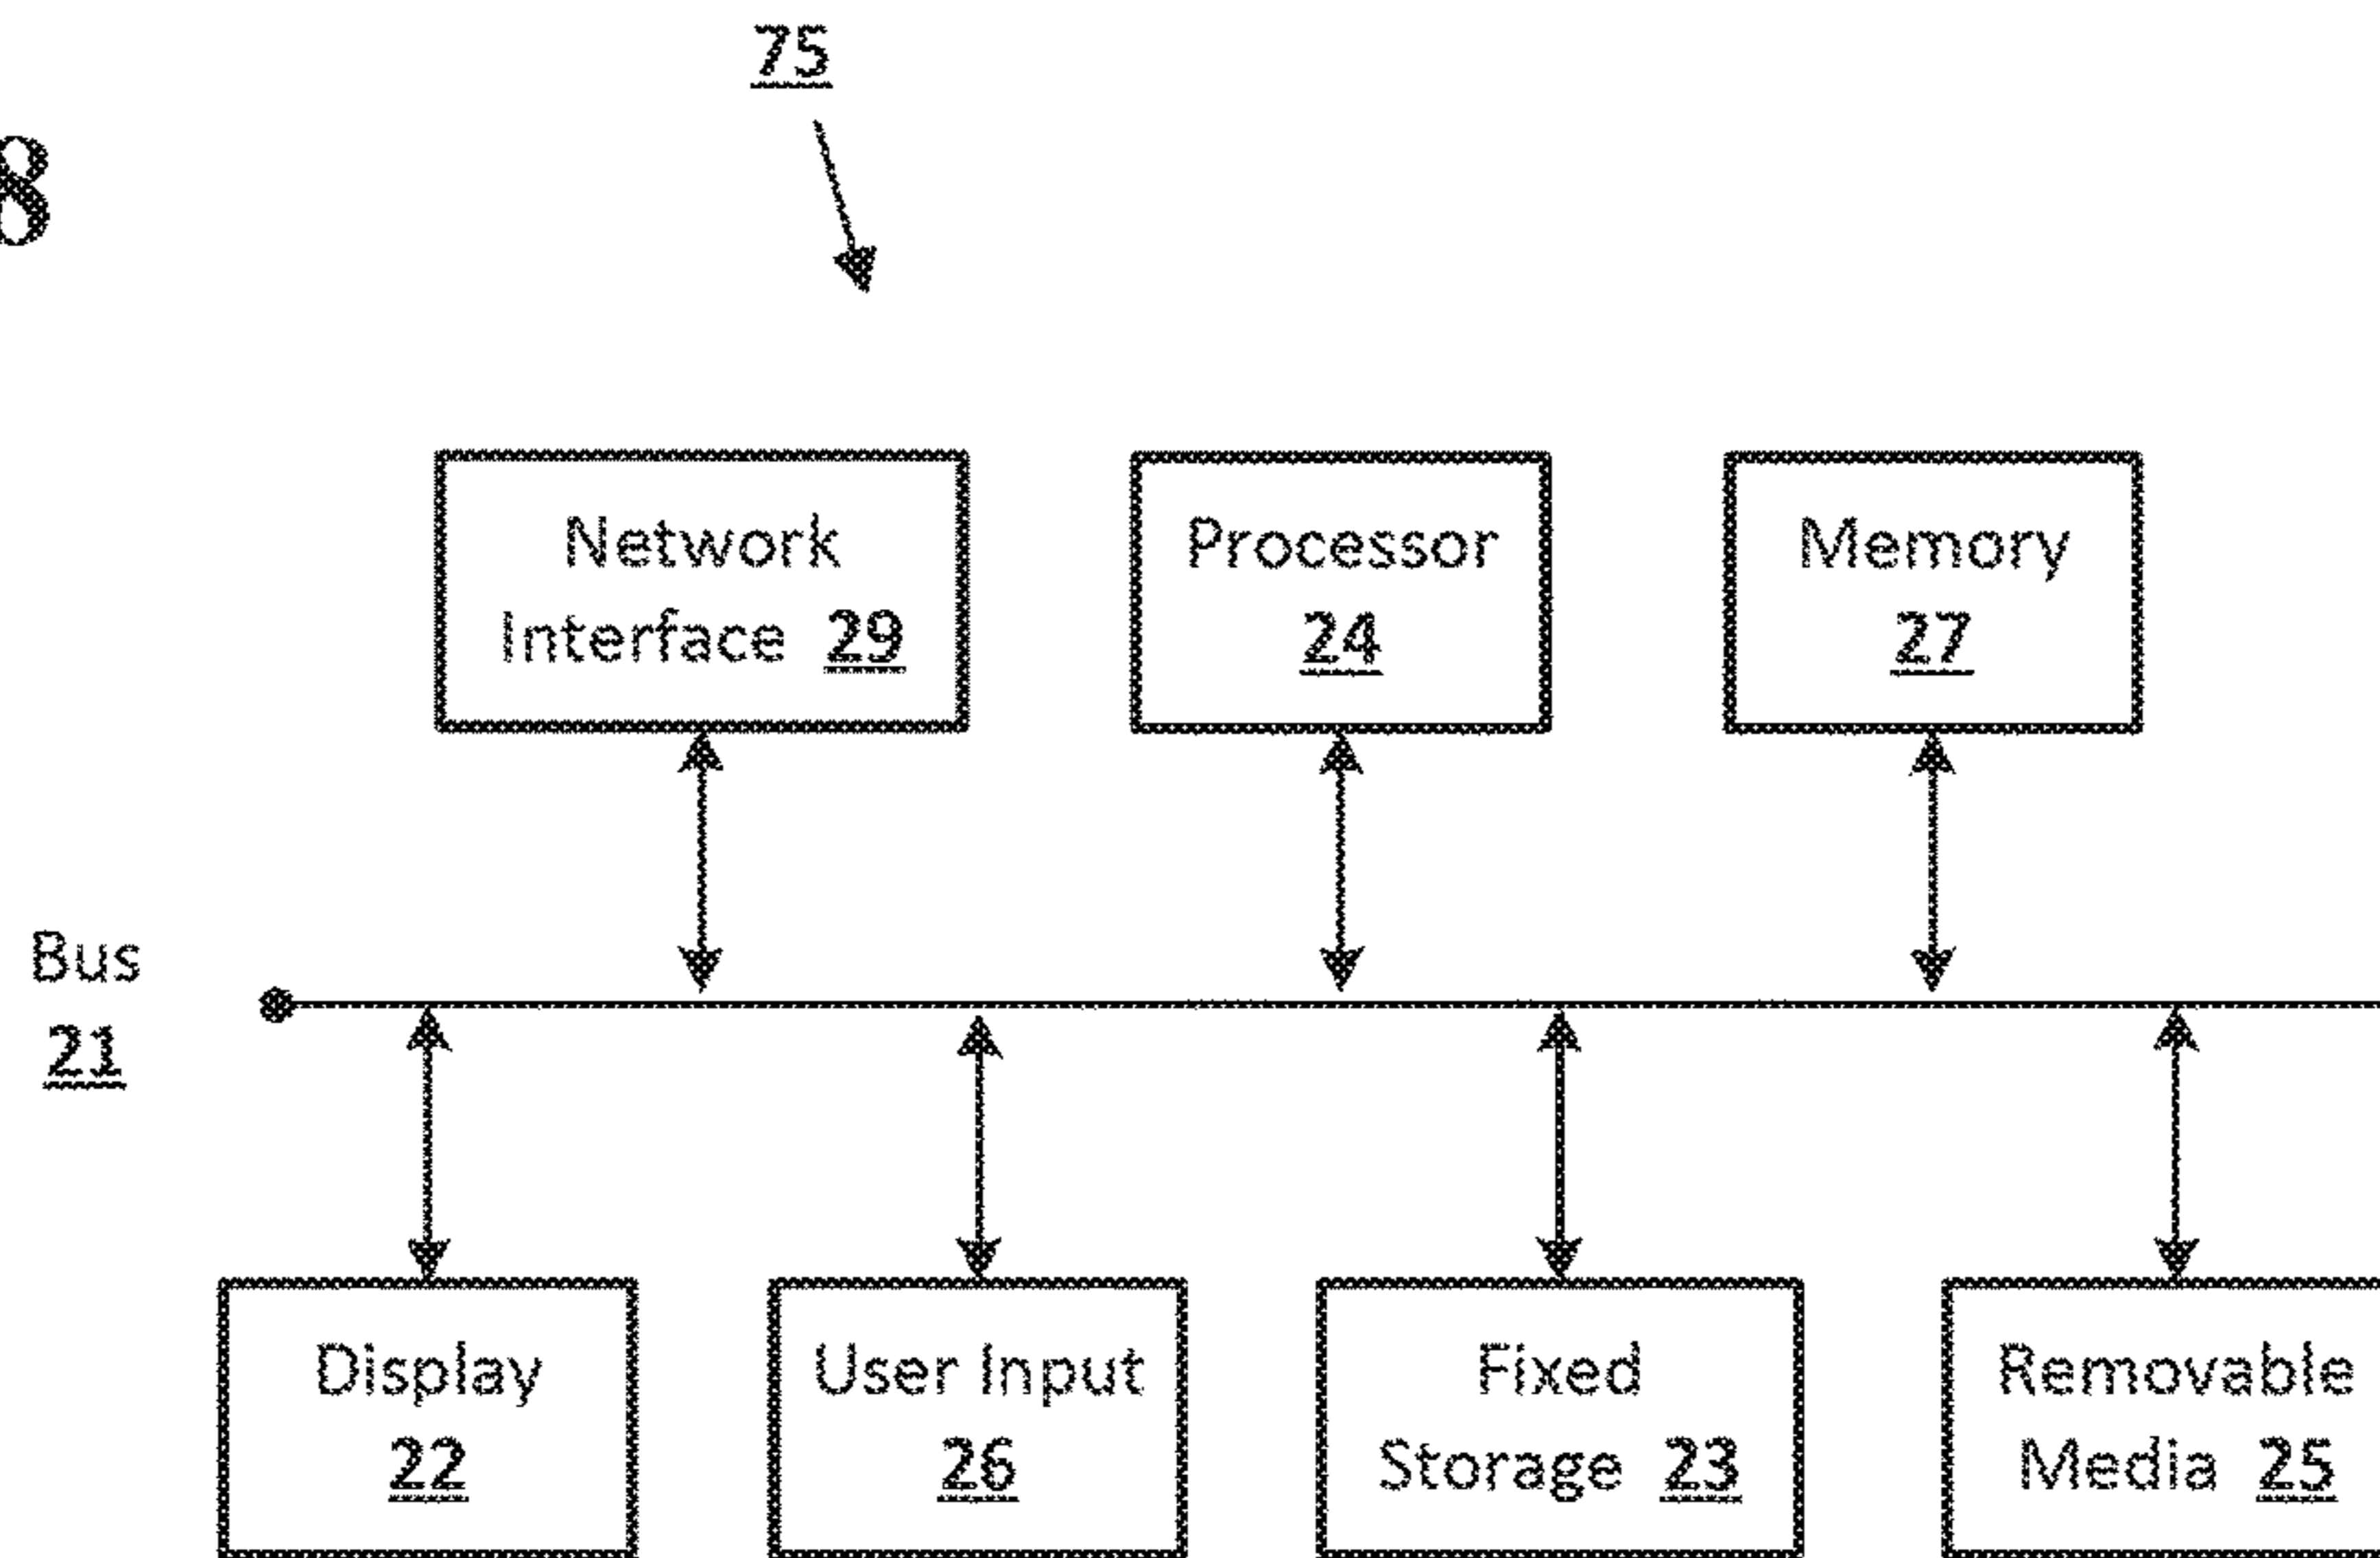 75
8
Network
Interface 29
Processor
24
Memory
27
Bus
21
Display
22
User Input
26
Fixed
Storage 23
Removable
Media 25